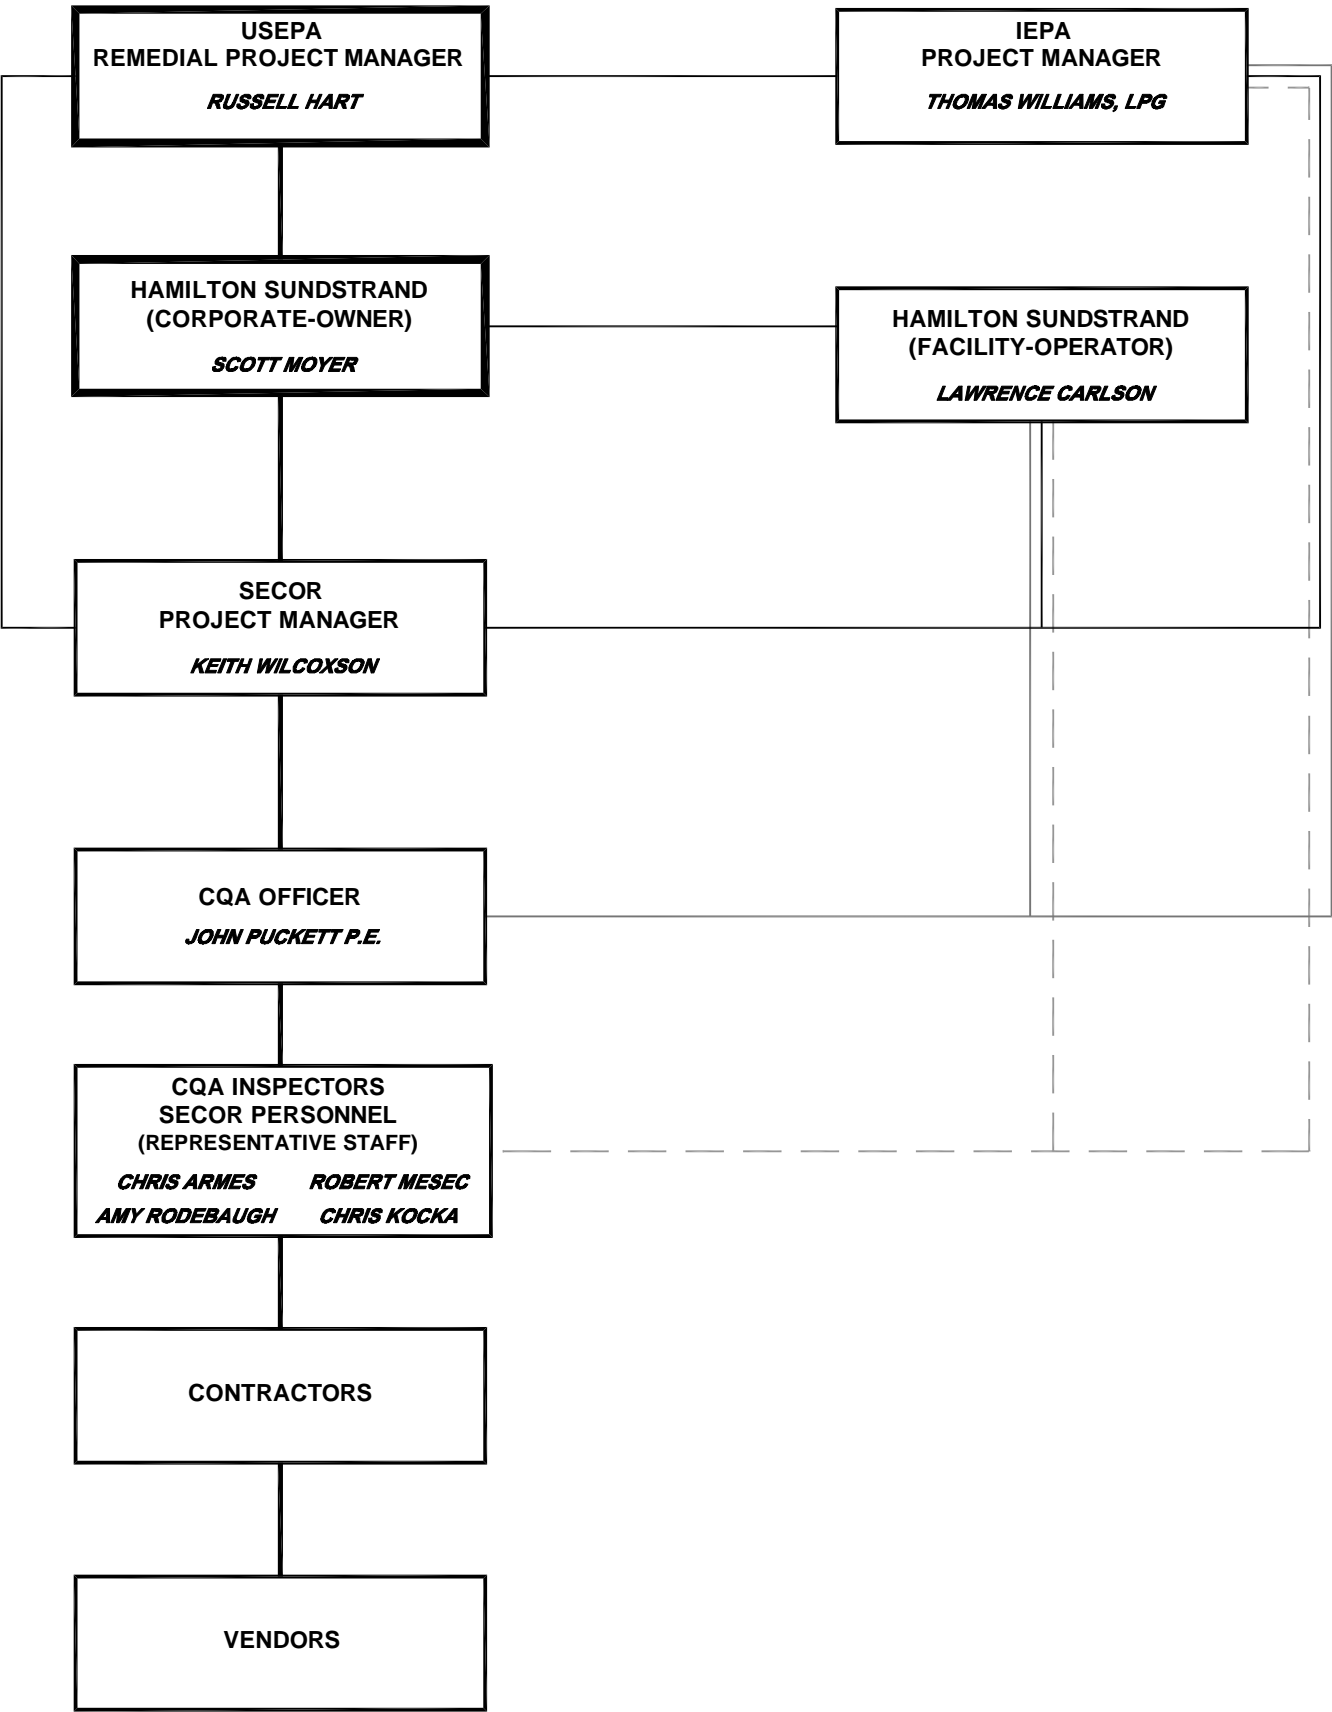 USEPA
REMEDIAL PROJECT MANAGER
RUSSELL HART
IEPA
PROJECT MANAGER
THOMAS WILLIAMS, LPG
HAMILTON SUNDSTRAND
(CORPORATE-OWNER)
SCOTT MOYER
HAMILTON SUNDSTRAND
(FACILITY-OPERATOR)
LAWRENCE CARLSON
SECOR
PROJECT MANAGER
KEITH WILCOXSON
CQA OFFICER
JOHN PUCKETT P.E.
CQA INSPECTORS
SECOR PERSONNEL
(REPRESENTATIVE STAFF)
CHRIS ARMES ROBERT MESEC
AMY RODEBAUGH CHRIS KOCKA
CONTRACTORS
VENDORS